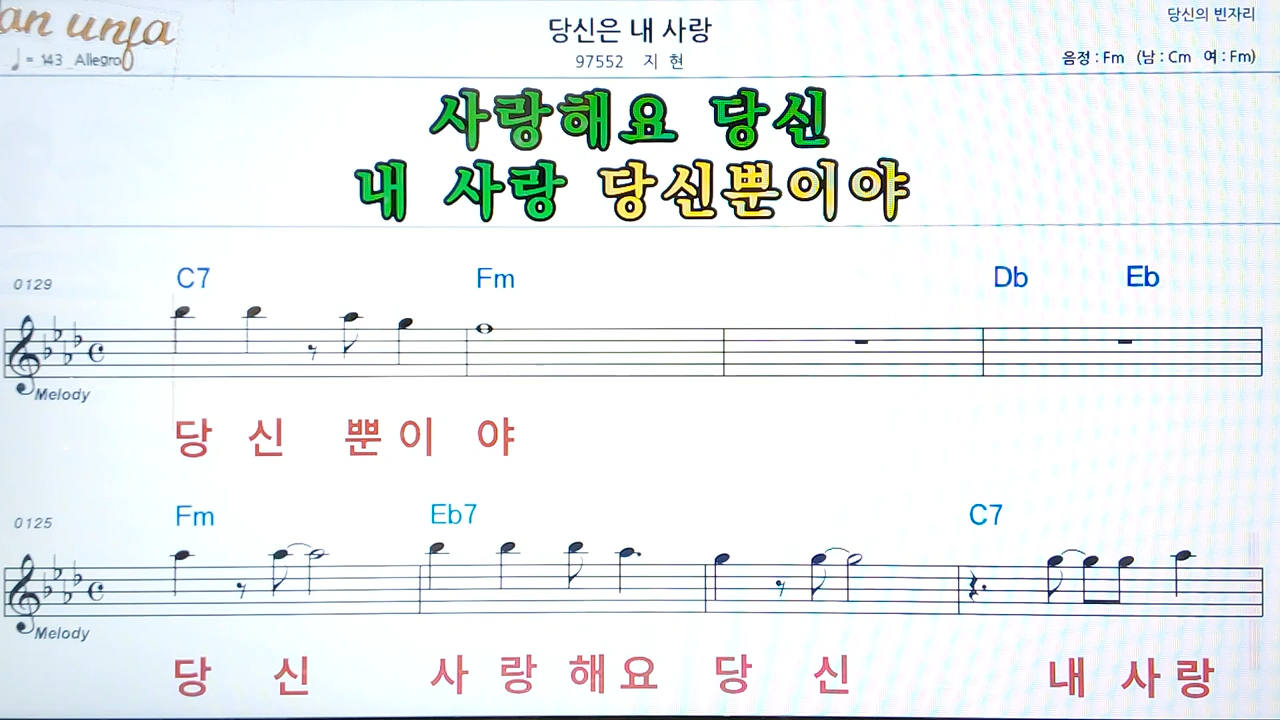 an unja
당신은 내 사랑
당신의 빈자리
♩= 143_Allegro
97552 지 현
음정 : Fm (남 : Cm 여 : Fm)
사랑해요 당신
내 사랑 당신뿐이야
C7 Fm Db Eb
0129
Melody
당 신 뿐 이 야
Fm Eb7 C7
0125
Melody
당 신 사 랑 해 요 당 신 내 사 랑